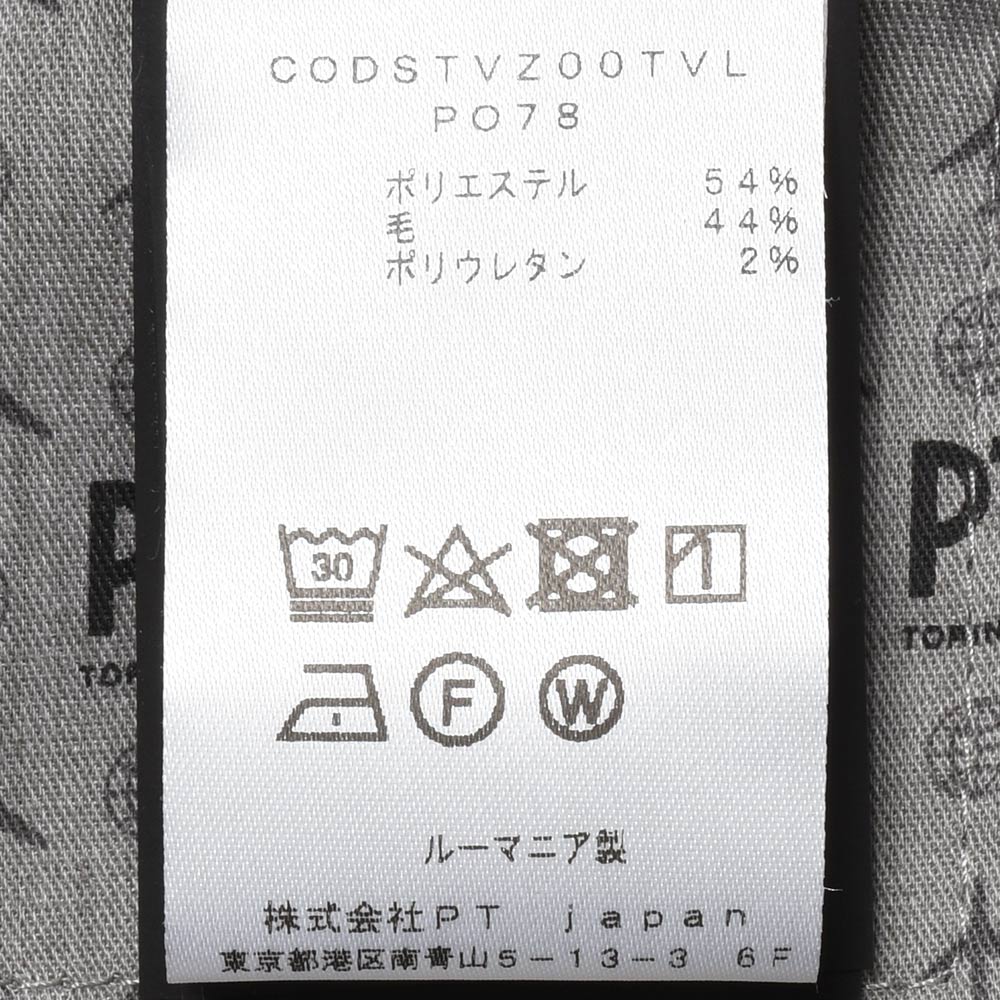 CODSTVZ00TVL
PO78
ポリエステル 54%
毛 44%
ポリウレタン 2%
30
F W
ルーマニア製
株式会社PT japan
東京都港区南青山5-13-3 6F
PT
TORINO